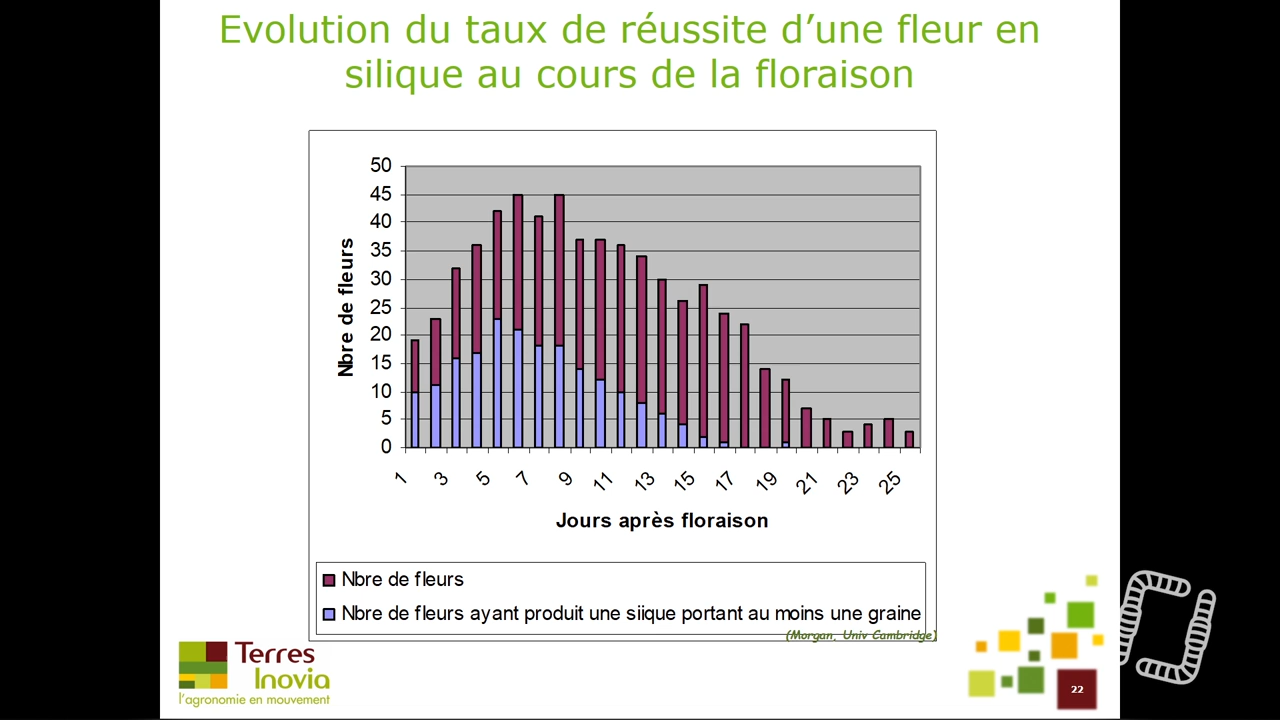 Evolution du taux de réussite d’une fleur en
silique au cours de la floraison
50
45
40
35
30
25
20
15
10
5
0
Nbre de fleurs
1 3 5 7 9 11 13 15 17 19 21 23 25
Jours après floraison
Nbre de fleurs
Nbre de fleurs ayant produit une siique portant au moins une graine
(Morgan, Univ Cambridge)
Terres
Inovia
l’agronomie en mouvement
22